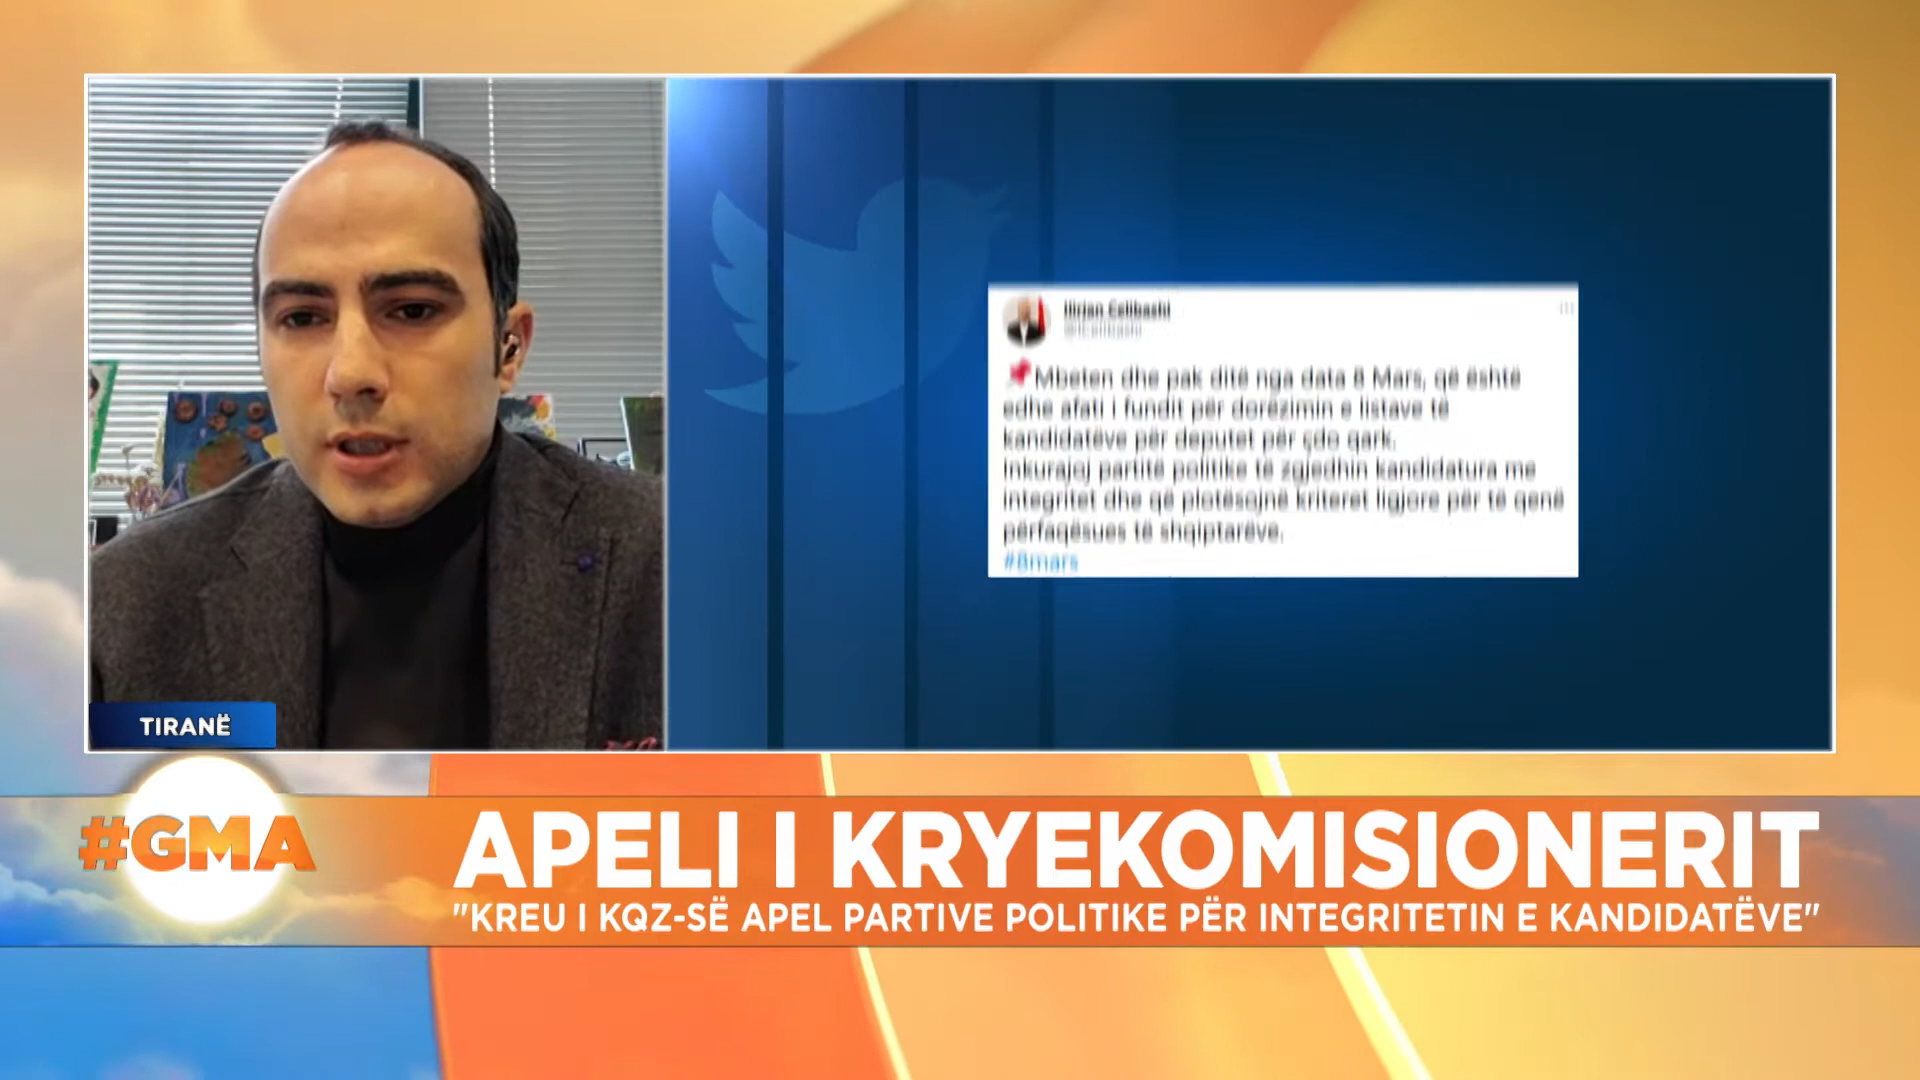 Ilirjan Celibashi
@ICelibashi
Mbeten dhe pak ditë nga data 8 Mars, që është
edhe afati i fundit për dorëzimin e listave të
kandidatëve për deputet për çdo qark.
Inkurajoj partitë politike të zgjedhin kandidatura me
integritet dhe që plotësojnë kriteret ligjore për të qenë
përfaqësues të shqiptarëve.
#8mars
TIRANË
#GMA
APELI I KRYEKOMISIONERIT
"KREU I KQZ-SË APEL PARTIVE POLITIKE PËR INTEGRITETIN E KANDIDATËVE"